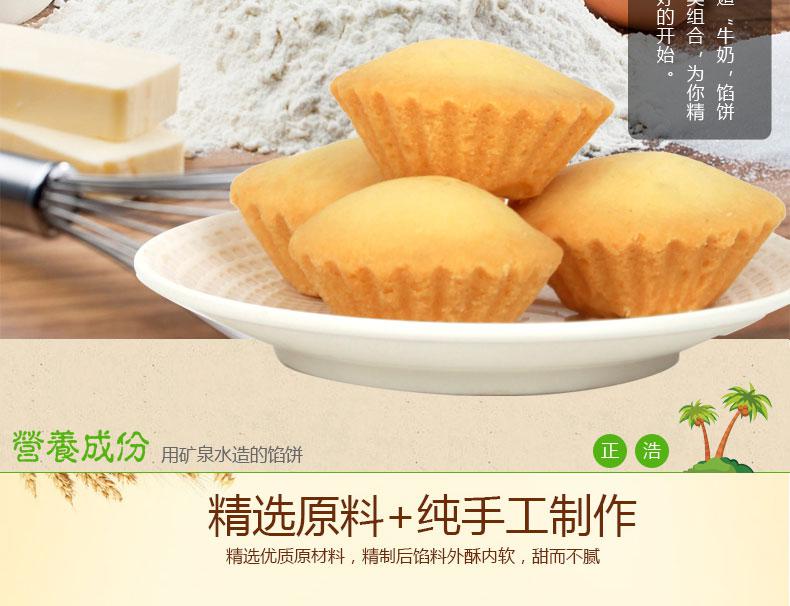 "牛奶,馅饼
组合,为你精
的开始。
營養成份 用矿泉水造的馅饼
正 浩
精选原料+纯手工制作
精选优质原材料，精制后馅料外酥内软，甜而不腻